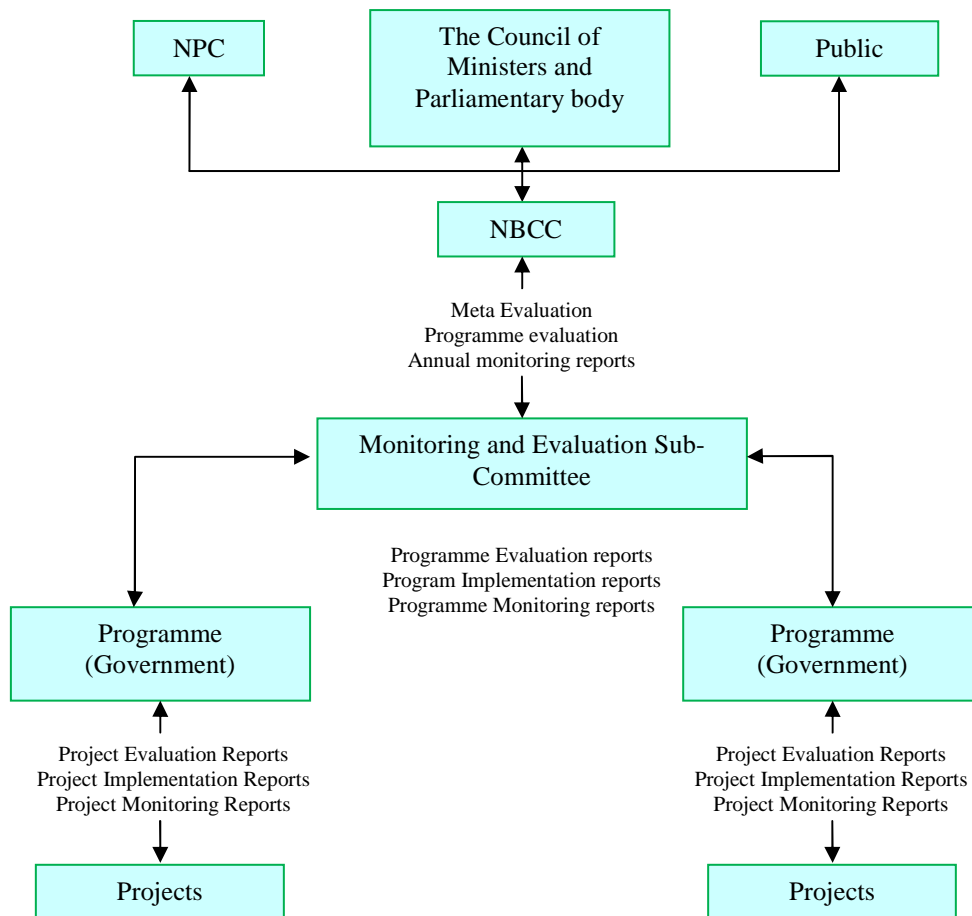 NPC
The Council of
Ministers and
Parliamentary body
Public
NBCC
Meta Evaluation
Programme evaluation
Annual monitoring reports
Monitoring and Evaluation Sub-
Committee
Programme Evaluation reports
Program Implementation reports
Programme Monitoring reports
Programme
(Government)
Programme
(Government)
Project Evaluation Reports
Project Implementation Reports
Project Monitoring Reports
Project Evaluation Reports
Project Implementation Reports
Project Monitoring Reports
Projects
Projects